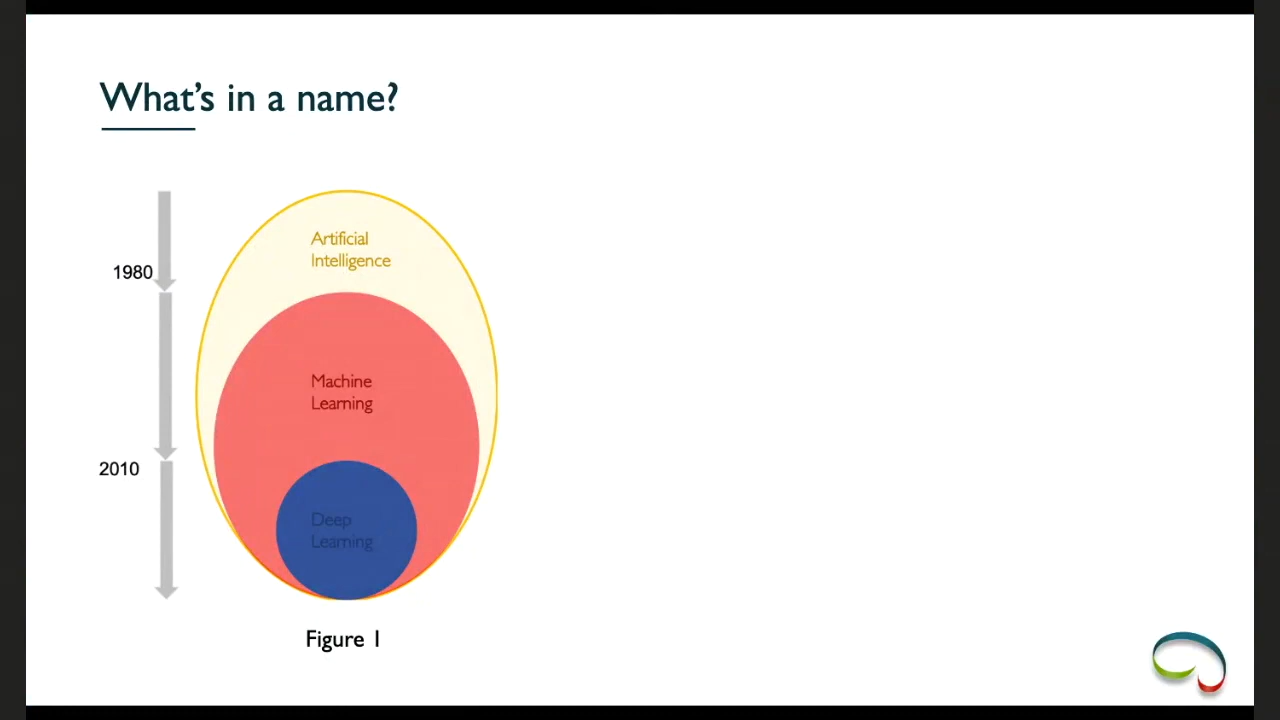 What's in a name?
Artificial
Intelligence
1980
Machine
Learning
2010
Deep
Learning
Figure 1